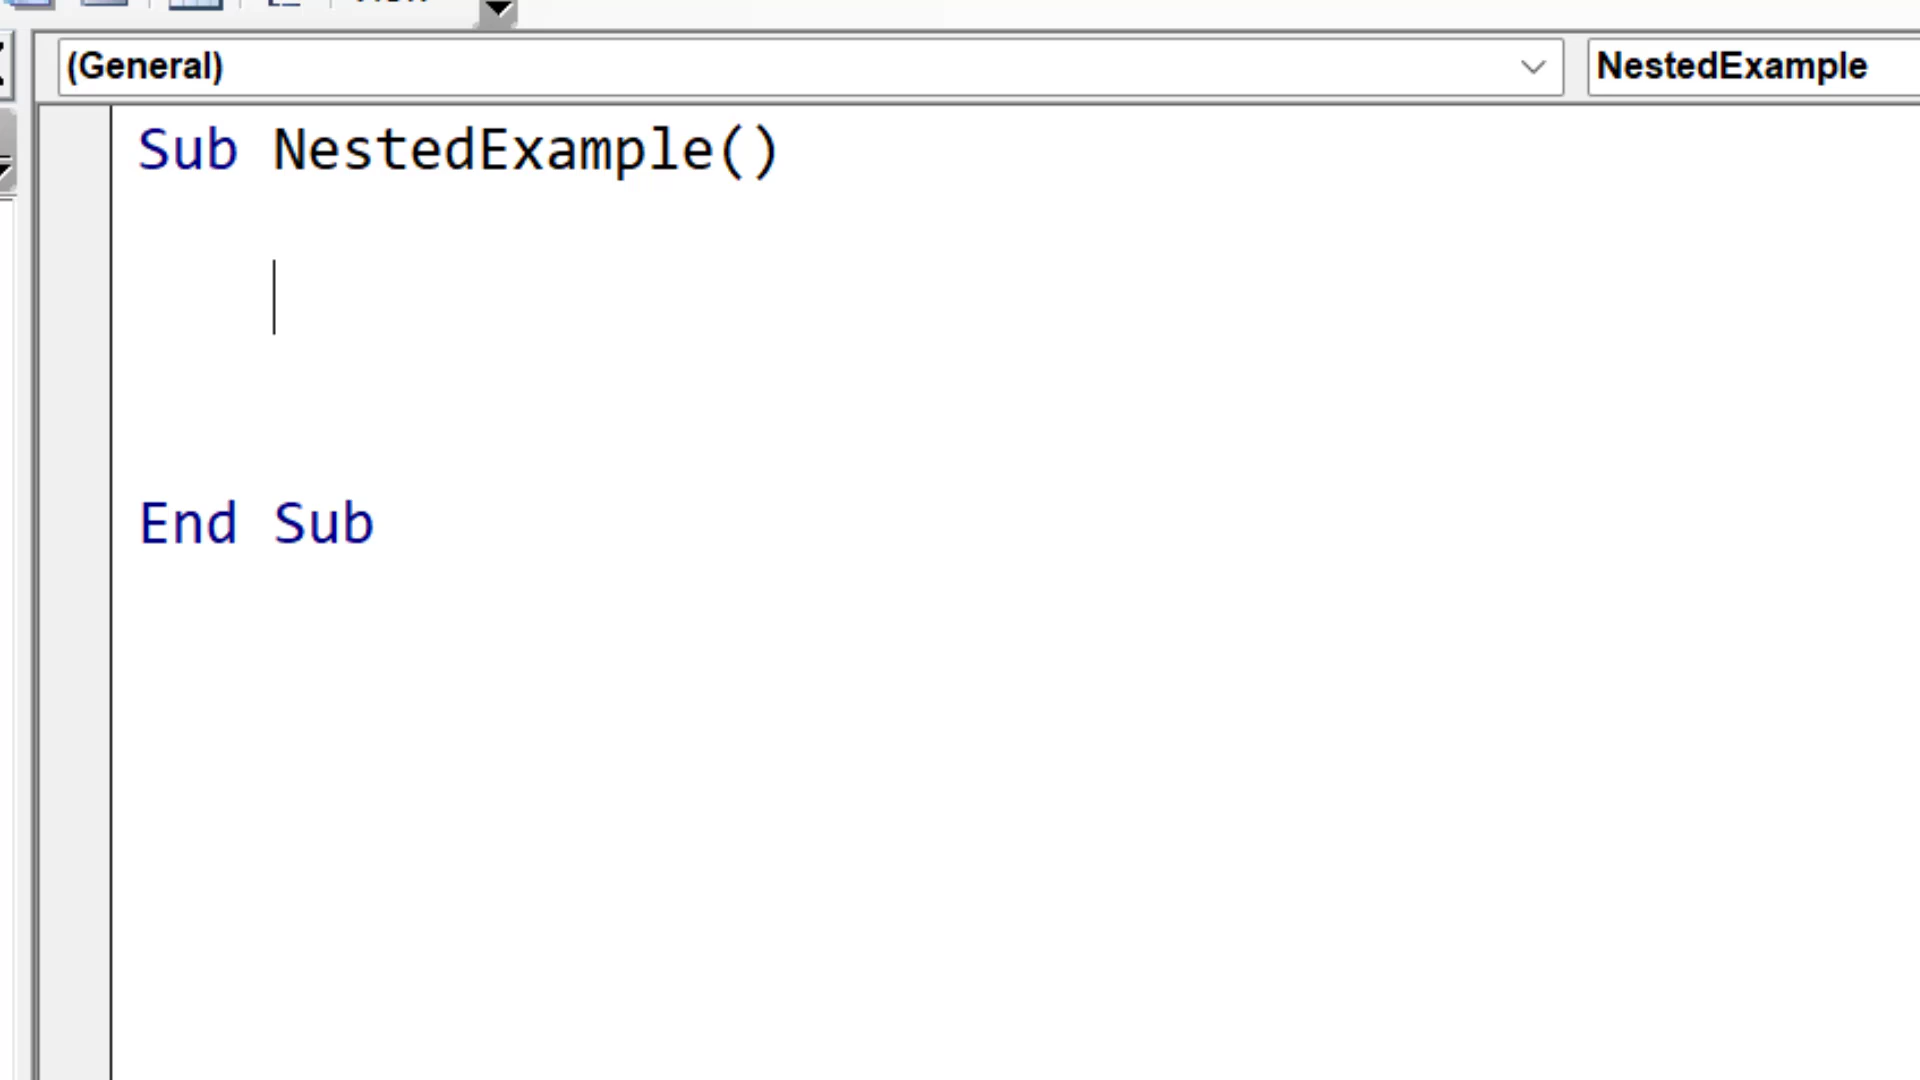 (General)
NestedExample
Sub NestedExample()
End Sub